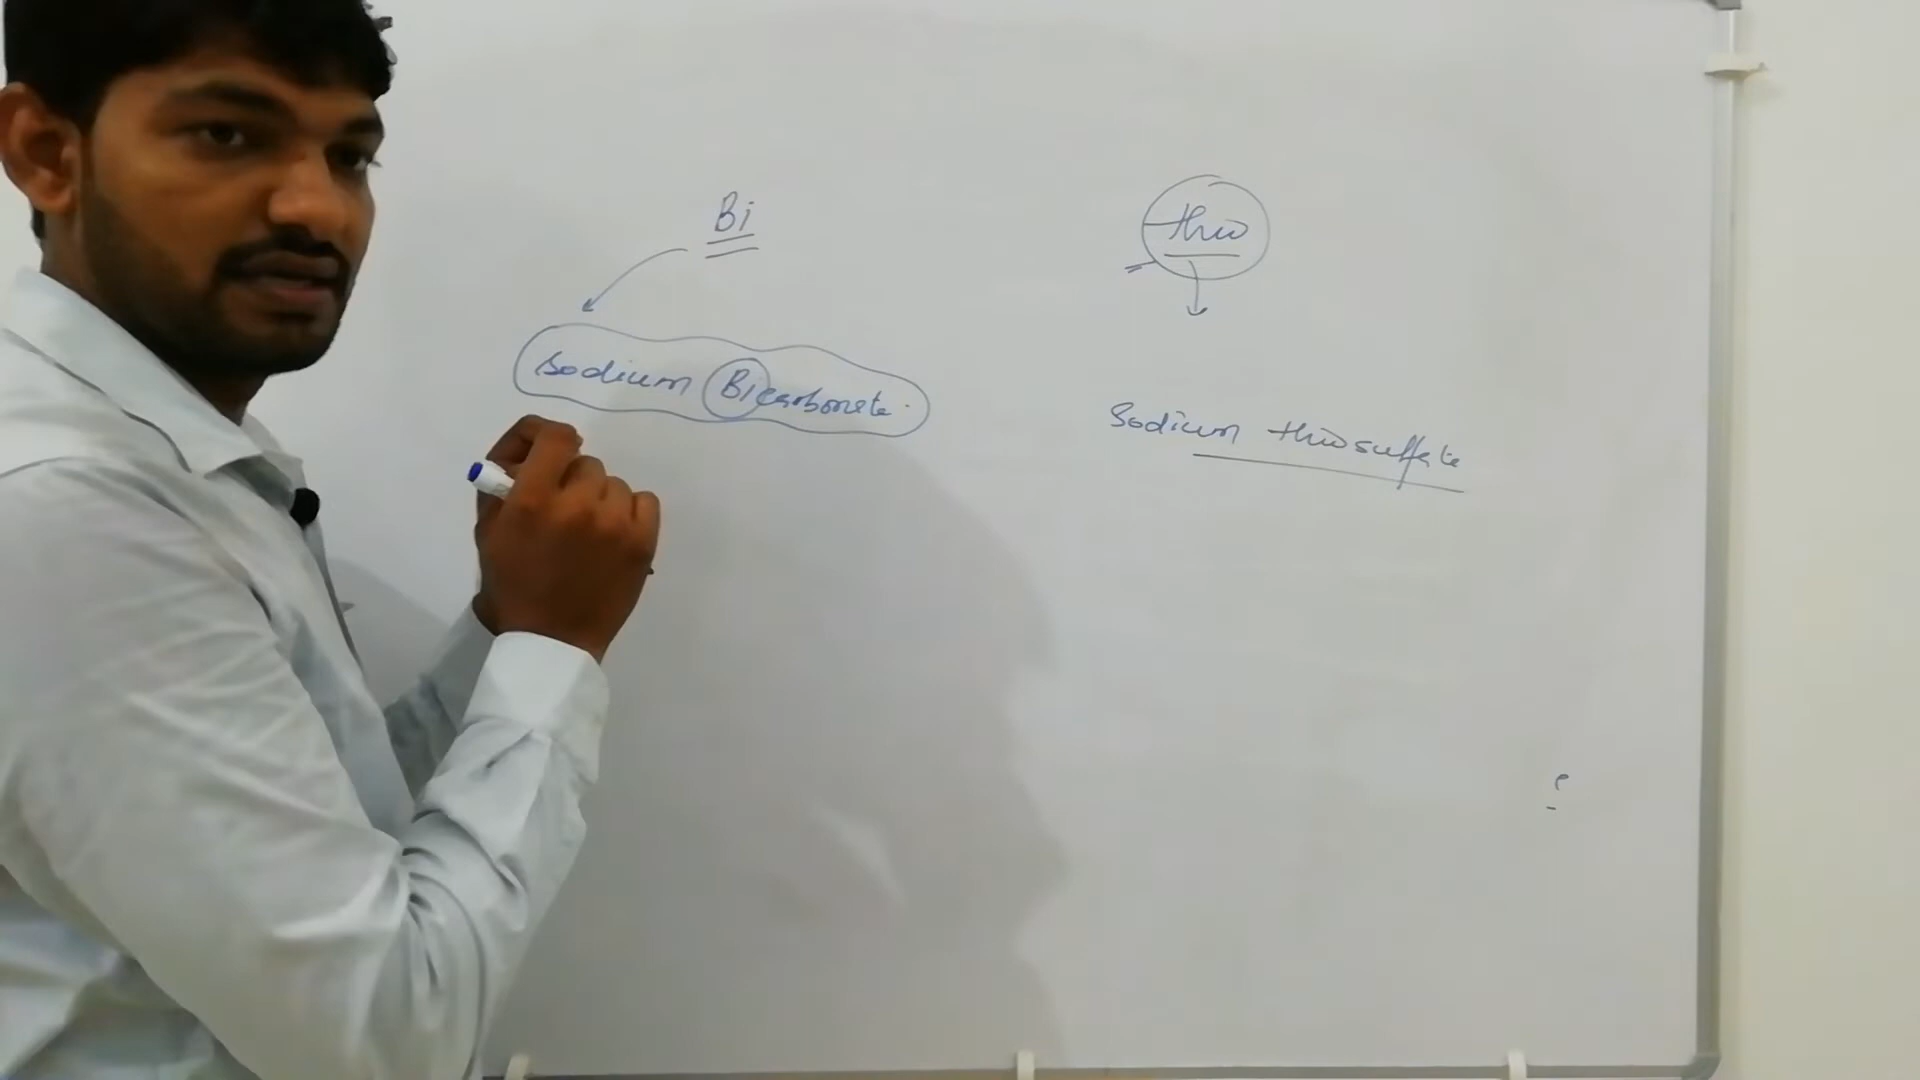 Bi
thio
Sodium Bicarbonate.
Sodium thiosulfate